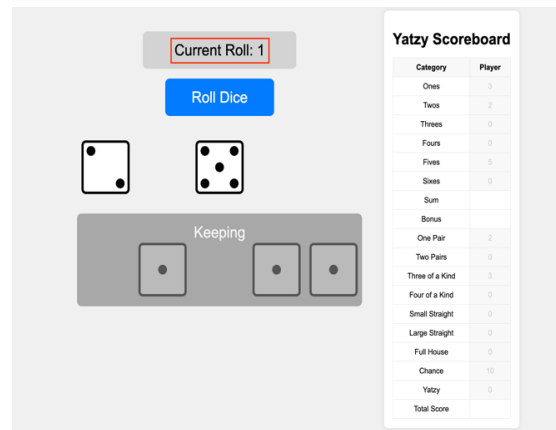 Current Roll: 1
Roll Dice
Keeping
Yatzy Scoreboard
Category Player
Ones 3
Twos 2
Threes 0
Fours 0
Fives 5
Sixes 0
Sum
Bonus
One Pair 2
Two Pairs 0
Three of a Kind 3
Four of a Kind 0
Small Straight 0
Large Straight 0
Full House 0
Chance 10
Yatzy 0
Total Score